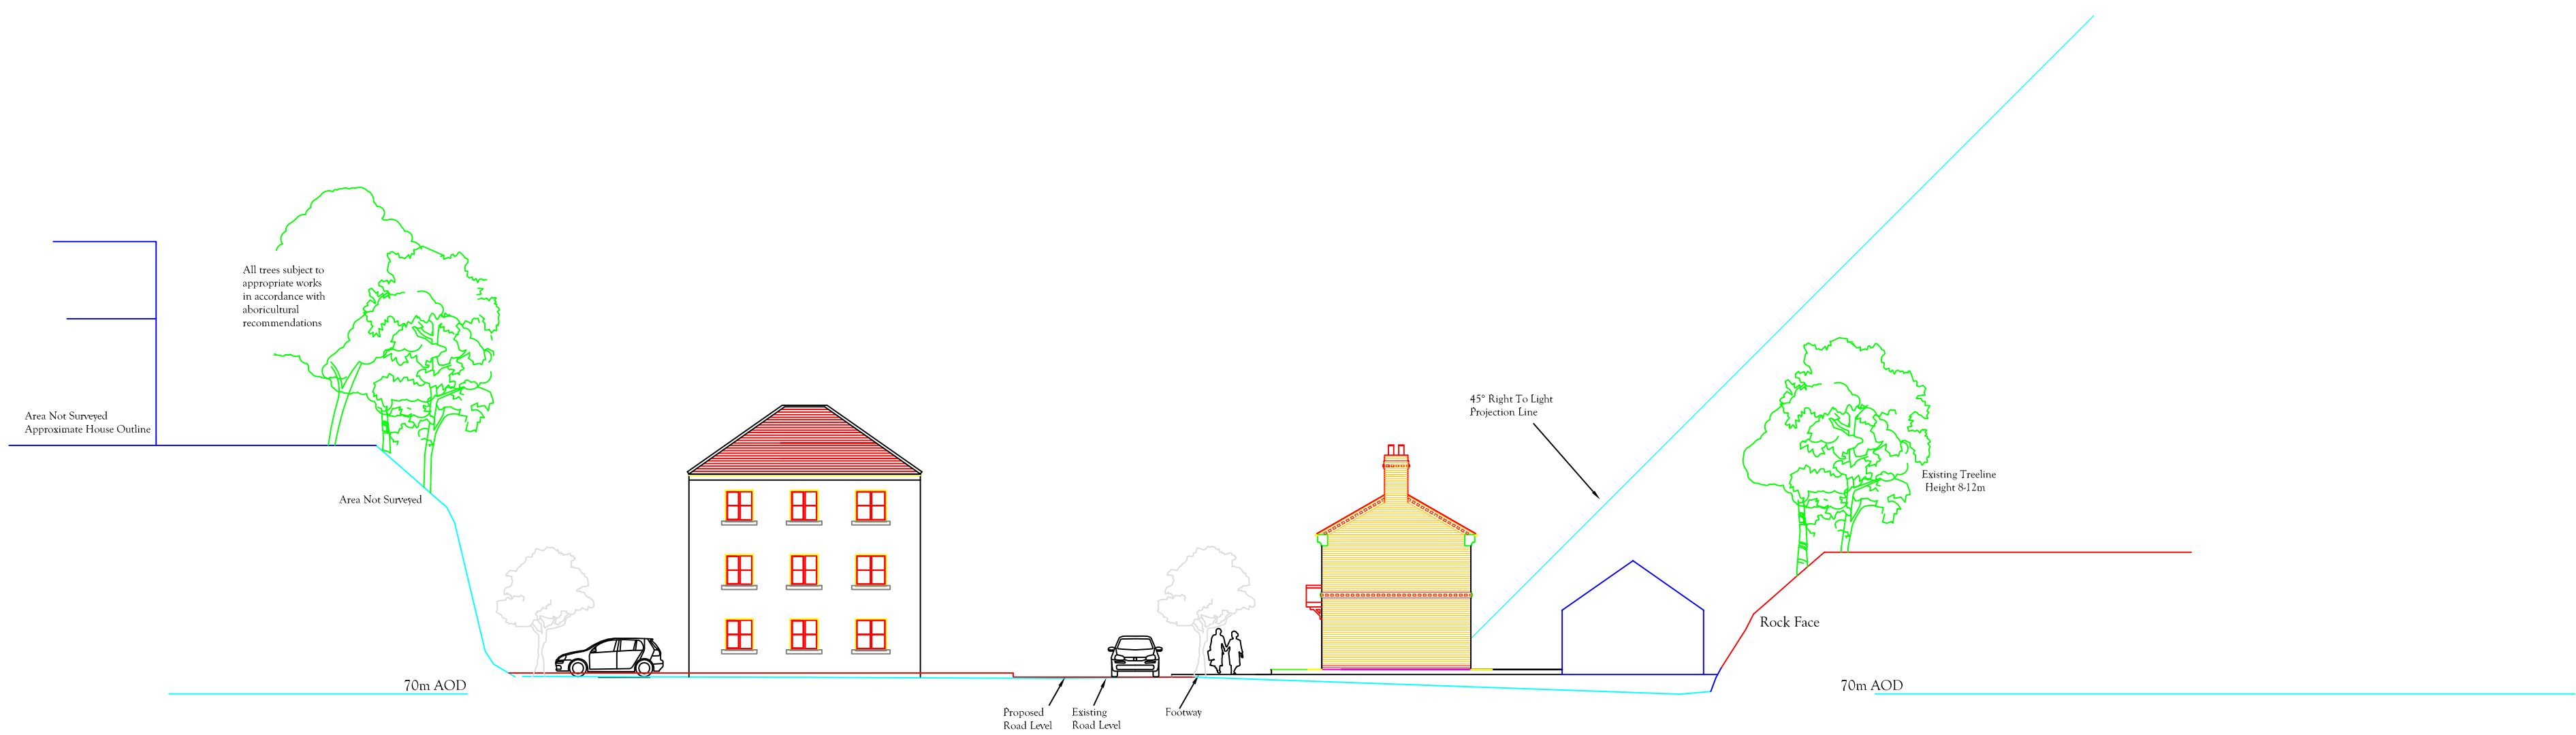 All trees subject to
appropriate works
in accordance with
aboricultural
recommendations
Area Not Surveyed
Approximate House Outline
Area Not Surveyed
70m AOD
Proposed
Road Level
Existing
Road Level
Footway
45° Right To Light
Projection Line
Existing Treeline
Height 8-12m
Rock Face
70m AOD